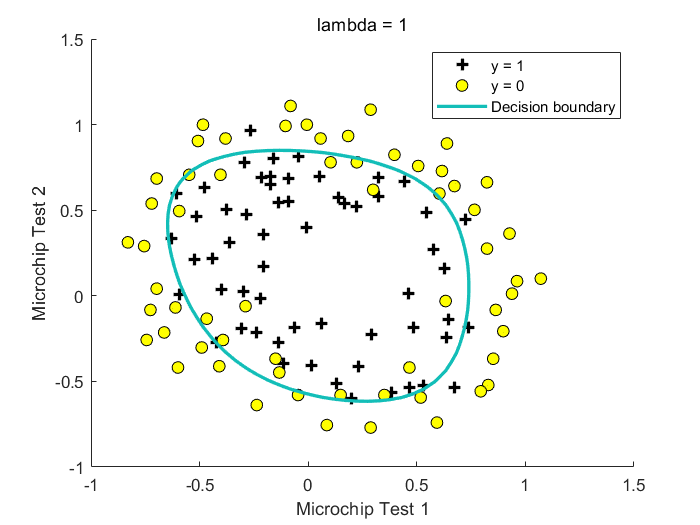 lambda = 1
y = 1
y = 0
Decision boundary
1.5
1
0.5
0
-0.5
-1
Microchip Test 2
-1
-0.5
0
0.5
1
1.5
Microchip Test 1